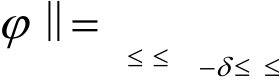 φ ‖ =
≤ ≤ −δ≤ ≤